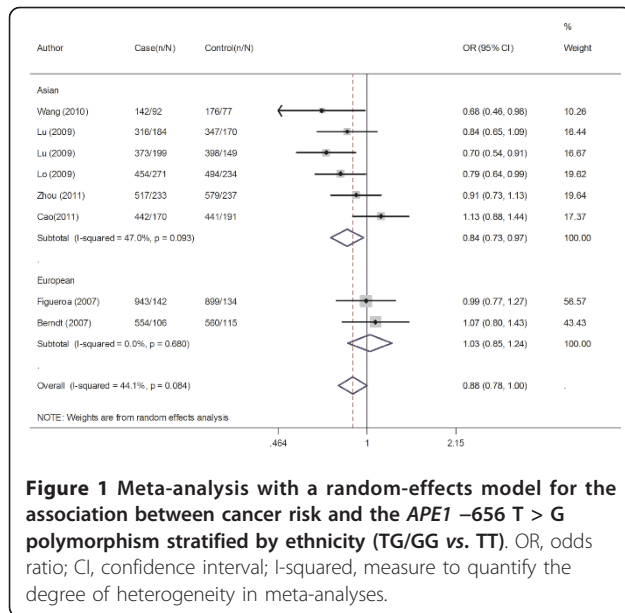 %
Author Case(n/N) Control(n/N) OR (95% CI) Weight
Asian
Wang (2010) 142/92 176/77 0.68 (0.46, 0.98) 10.26
Lu (2009) 316/184 347/170 0.84 (0.65, 1.09) 16.44
Lu (2009) 373/199 398/149 0.70 (0.54, 0.91) 16.67
Lo (2009) 454/271 494/234 0.79 (0.64, 0.99) 19.62
Zhou (2011) 517/233 579/237 0.91 (0.73, 1.13) 19.64
Cao(2011) 442/170 441/191 1.13 (0.88, 1.44) 17.37
Subtotal (I-squared = 47.0%, p = 0.093) 0.84 (0.73, 0.97) 100.00
.
European
Figueroa (2007) 943/142 899/134 0.99 (0.77, 1.27) 56.57
Berndt (2007) 554/106 560/115 1.07 (0.80, 1.43) 43.43
Subtotal (I-squared = 0.0%, p = 0.680) 1.03 (0.85, 1.24) 100.00
.
Overall (I-squared = 44.1%, p = 0.084) 0.88 (0.78, 1.00) .
NOTE: Weights are from random effects analysis
.464 1 2.15
Figure 1 Meta-analysis with a random-effects model for the
association between cancer risk and the APE1 −656 T > G
polymorphism stratified by ethnicity (TG/GG vs. TT). OR, odds
ratio; CI, confidence interval; I-squared, measure to quantify the
degree of heterogeneity in meta-analyses.